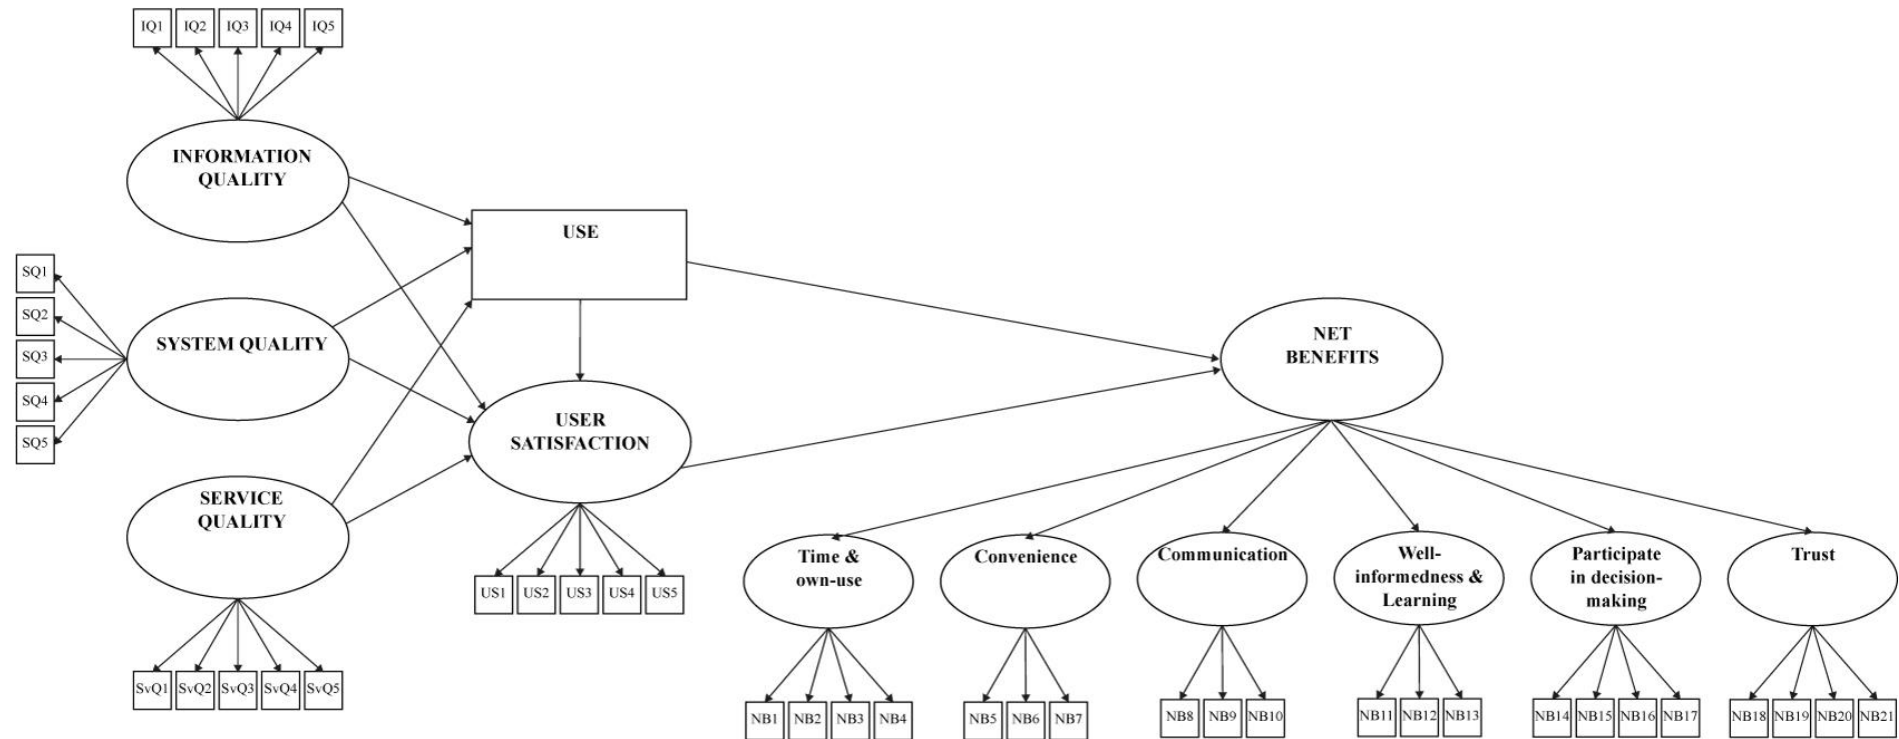 IQ1 IQ2 IQ3 IQ4 IQ5
INFORMATION
QUALITY
USE
SQ1
SQ2
SQ3
SQ4
SQ5
SYSTEM QUALITY
NET
BENEFITS
USER
SATISFACTION
SERVICE
QUALITY
US1 US2 US3 US4 US5
SvQ1 SvQ2 SvQ3 SvQ4 SvQ5
Time &
own-use
Convenience
Communication
Well-
informedness &
Learning
Participate
in decision-
making
Trust
NB1 NB2 NB3 NB4
NB5 NB6 NB7
NB8 NB9 NB10
NB11 NB12 NB13
NB14 NB15 NB16 NB17
NB18 NB19 NB20 NB21